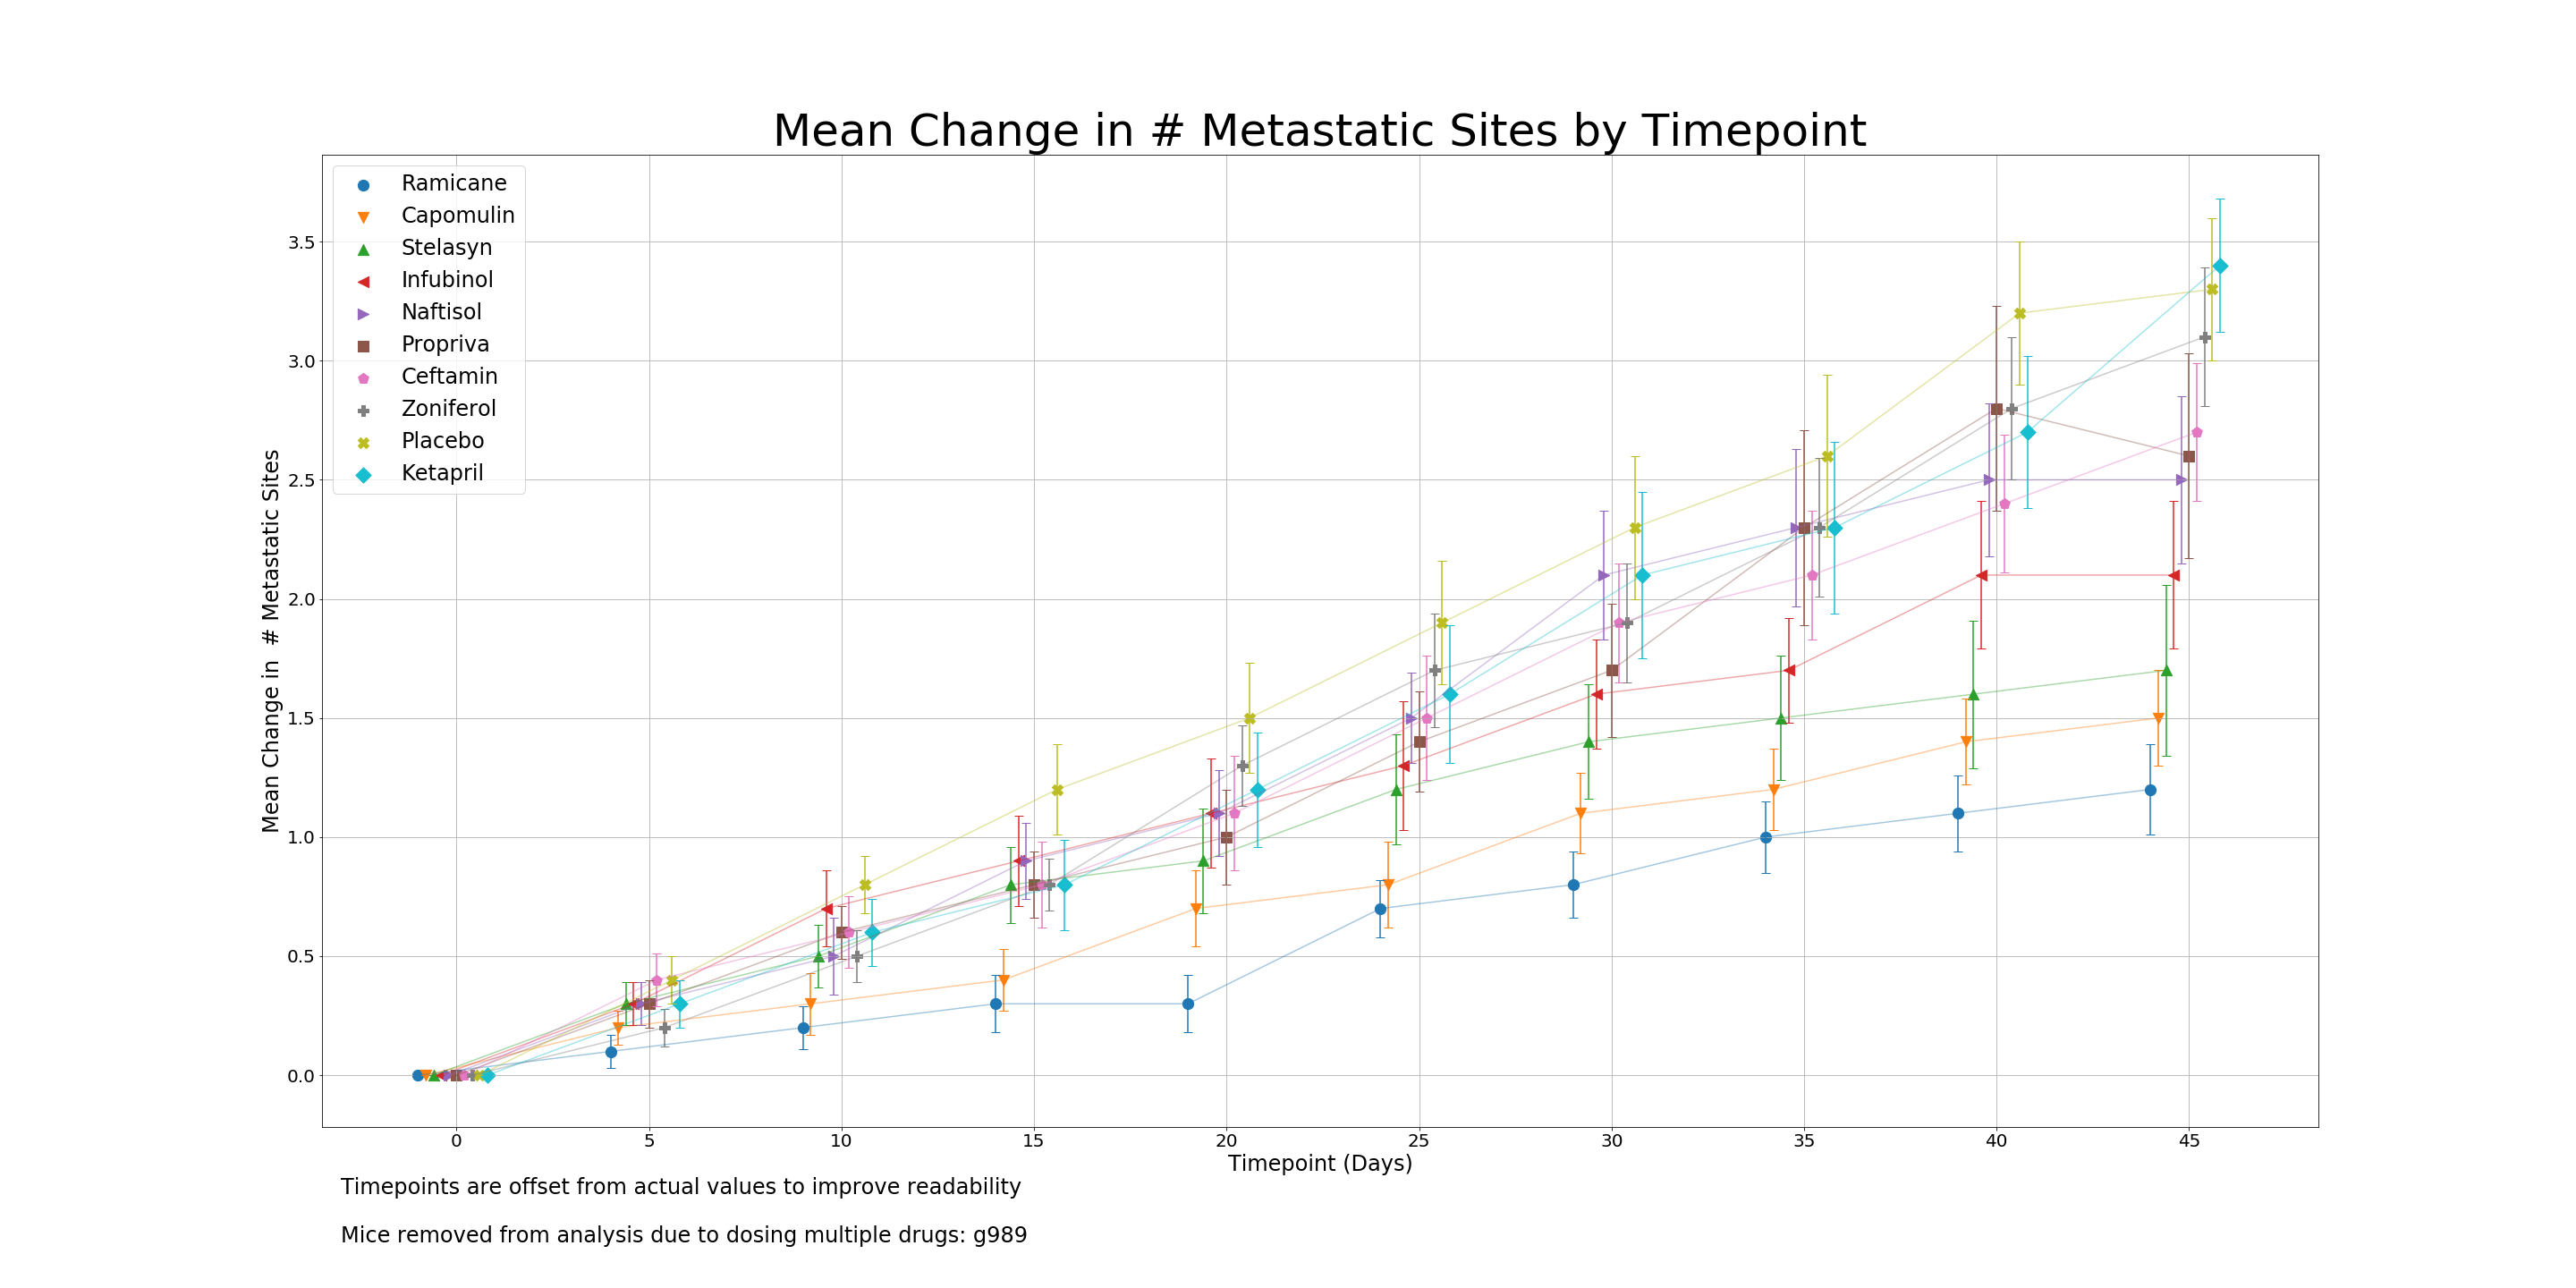 Mean Change in # Metastatic Sites by Timepoint
Ramicane
Capomulin
Stelasyn
Infubinol
Naftisol
Propriva
Ceftamin
Zoniferol
Placebo
Ketapril
Mean Change in  # Metastatic Sites
3.5
3.0
2.5
2.0
1.5
1.0
0.5
0.0
0 5 10 15 20 25 30 35 40 45
Timepoint (Days)
Timepoints are offset from actual values to improve readability
Mice removed from analysis due to dosing multiple drugs: g989